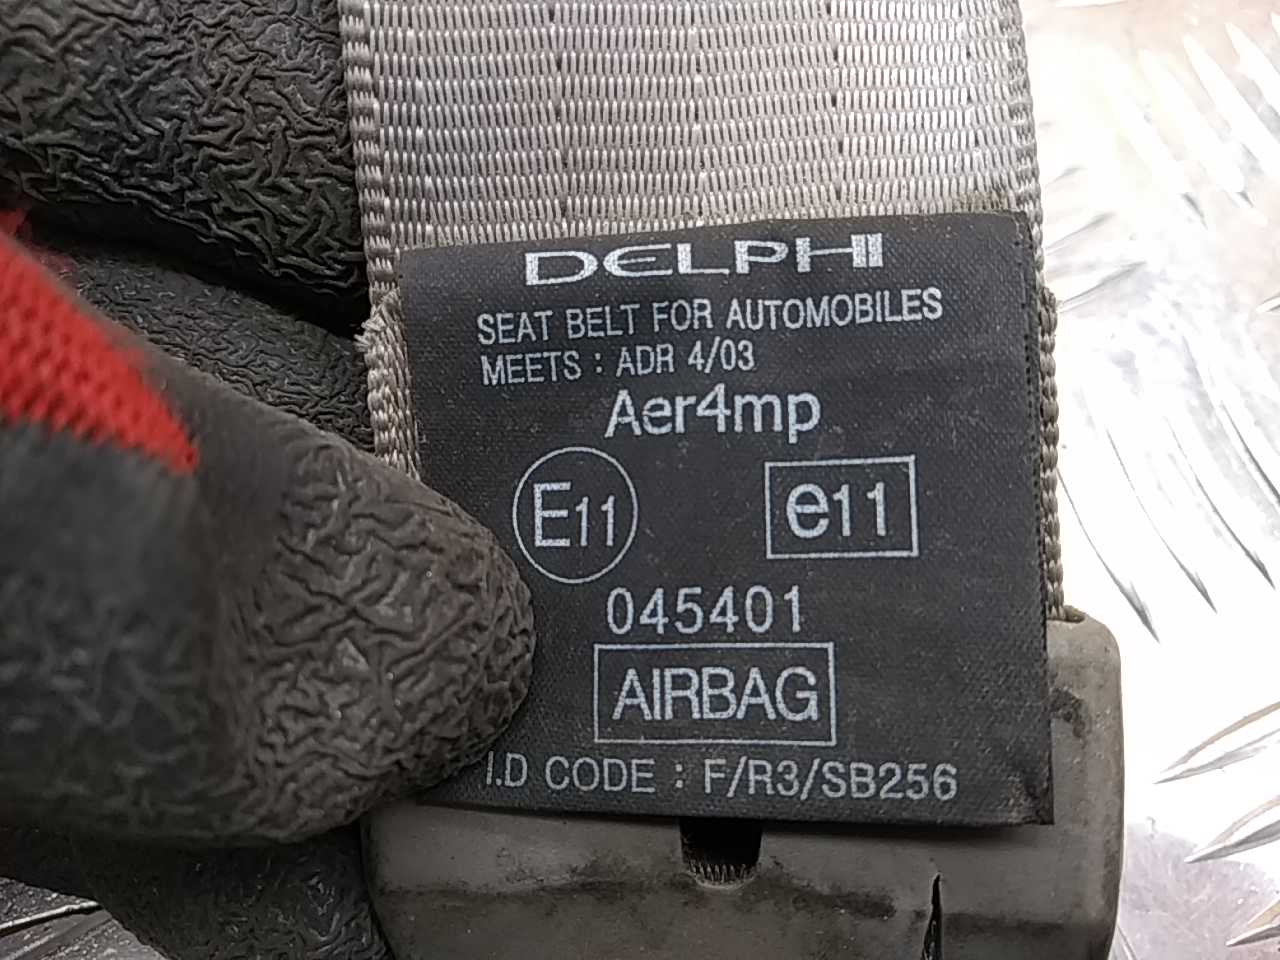 DELPHI
SEAT BELT FOR AUTOMOBILES
MEETS : ADR 4/03
Aer4mp
E11 e11
045401
AIRBAG
I.D CODE : F/R3/SB256